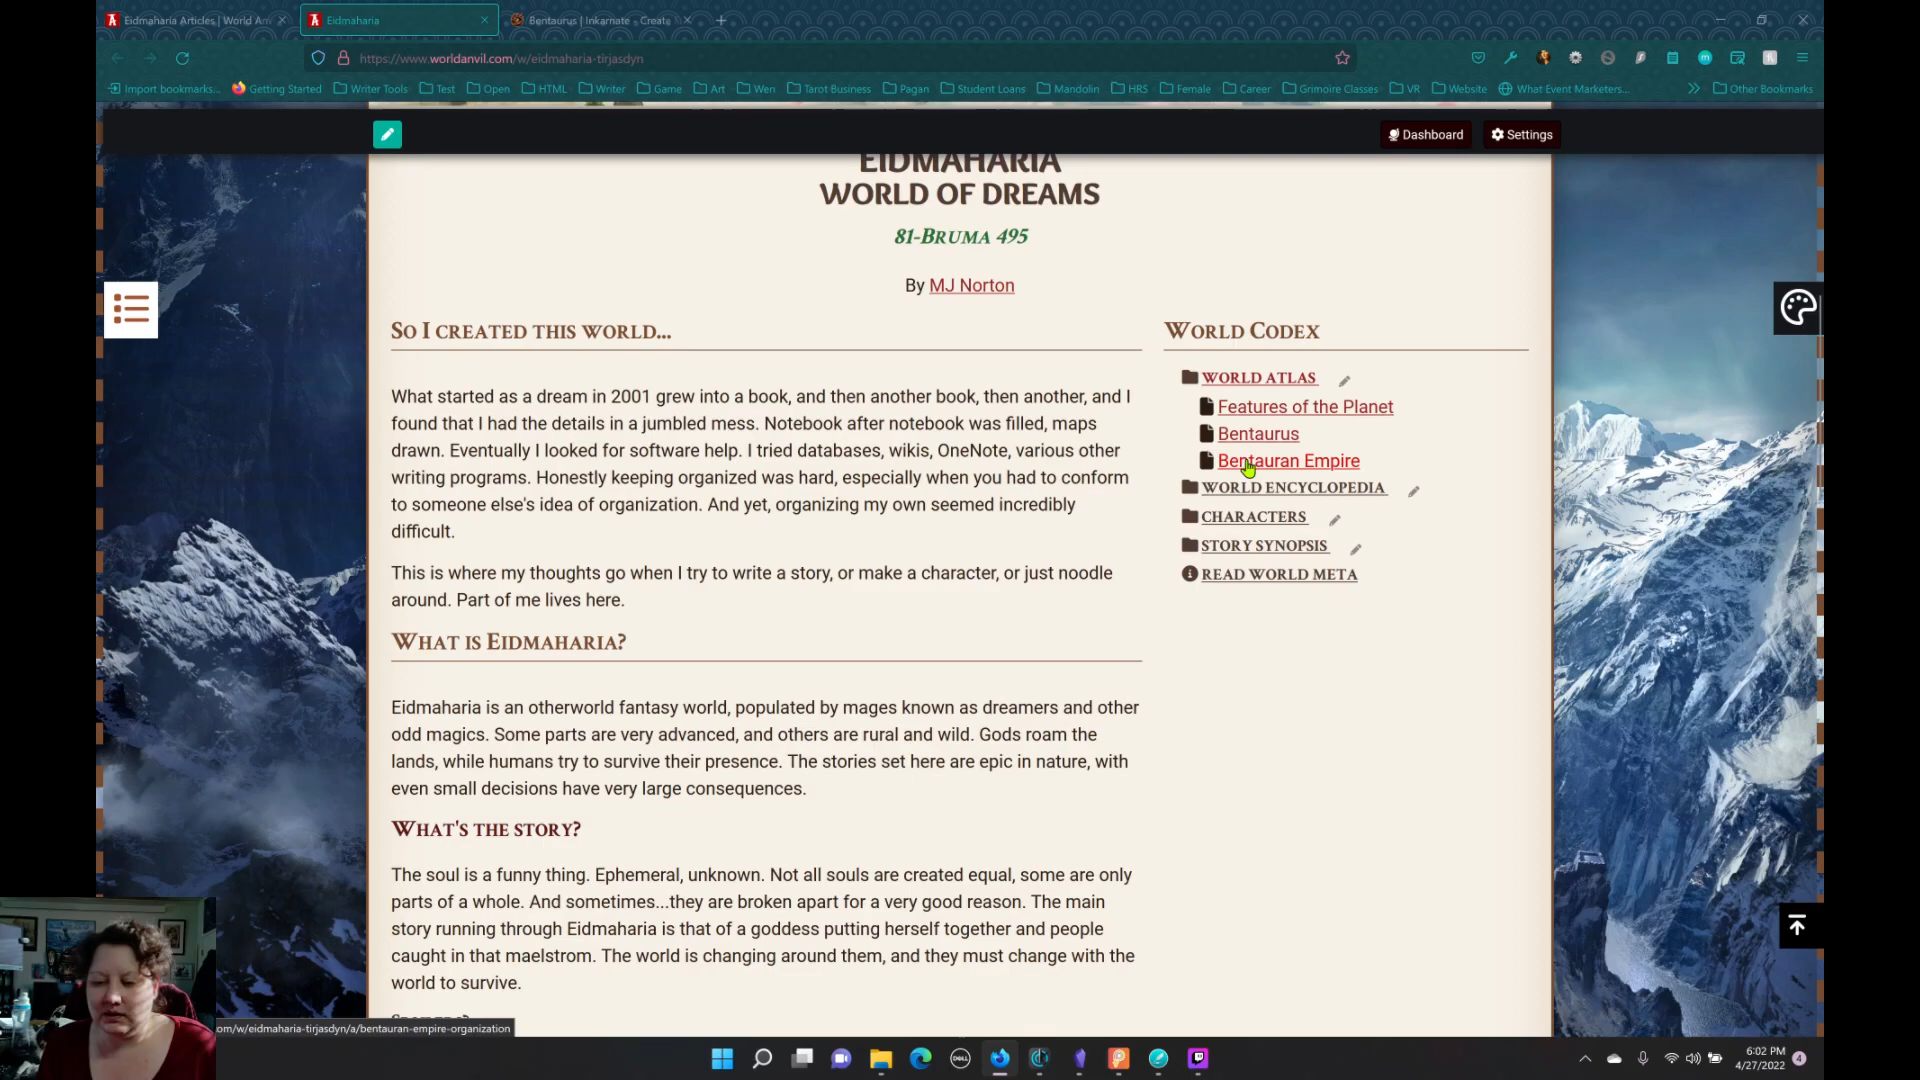 Eidmaharia Articles | World An
Eidmaharia
Bentaurus | Inkarnate - Create
https://www.worldanvil.com/w/eidmaharia-tirjasdyn
Import bookmarks... Getting Started Writer Tools Test Open HTML Writer Game Art Wen Tarot Business Pagan Student Loans Mandolin HRS Female Career Grimoire Classes VR Website What Event Marketers... Other Bookmarks
Dashboard Settings
EIDMAHARIA
WORLD OF DREAMS
81-BRUMA 495
By MJ Norton
SO I CREATED THIS WORLD...
What started as a dream in 2001 grew into a book, and then another book, then another, and I
found that I had the details in a jumbled mess. Notebook after notebook was filled, maps
drawn. Eventually I looked for software help. I tried databases, wikis, OneNote, various other
writing programs. Honestly keeping organized was hard, especially when you had to conform
to someone else's idea of organization. And yet, organizing my own seemed incredibly
difficult.
This is where my thoughts go when I try to write a story, or make a character, or just noodle
around. Part of me lives here.
WHAT IS EIDMAHARIA?
Eidmaharia is an otherworld fantasy world, populated by mages known as dreamers and other
odd magics. Some parts are very advanced, and others are rural and wild. Gods roam the
lands, while humans try to survive their presence. The stories set here are epic in nature, with
even small decisions have very large consequences.
WHAT'S THE STORY?
The soul is a funny thing. Ephemeral, unknown. Not all souls are created equal, some are only
parts of a whole. And sometimes...they are broken apart for a very good reason. The main
story running through Eidmaharia is that of a goddess putting herself together and people
caught in that maelstrom. The world is changing around them, and they must change with the
world to survive.
WORLD CODEX
WORLD ATLAS
Features of the Planet
Bentaurus
Bentauran Empire
WORLD ENCYCLOPEDIA
CHARACTERS
STORY SYNOPSIS
READ WORLD META
om/w/eidmaharia-tirjasdyn/a/bentauran-empire-organization
DELL
6:02 PM
4/27/2022
4